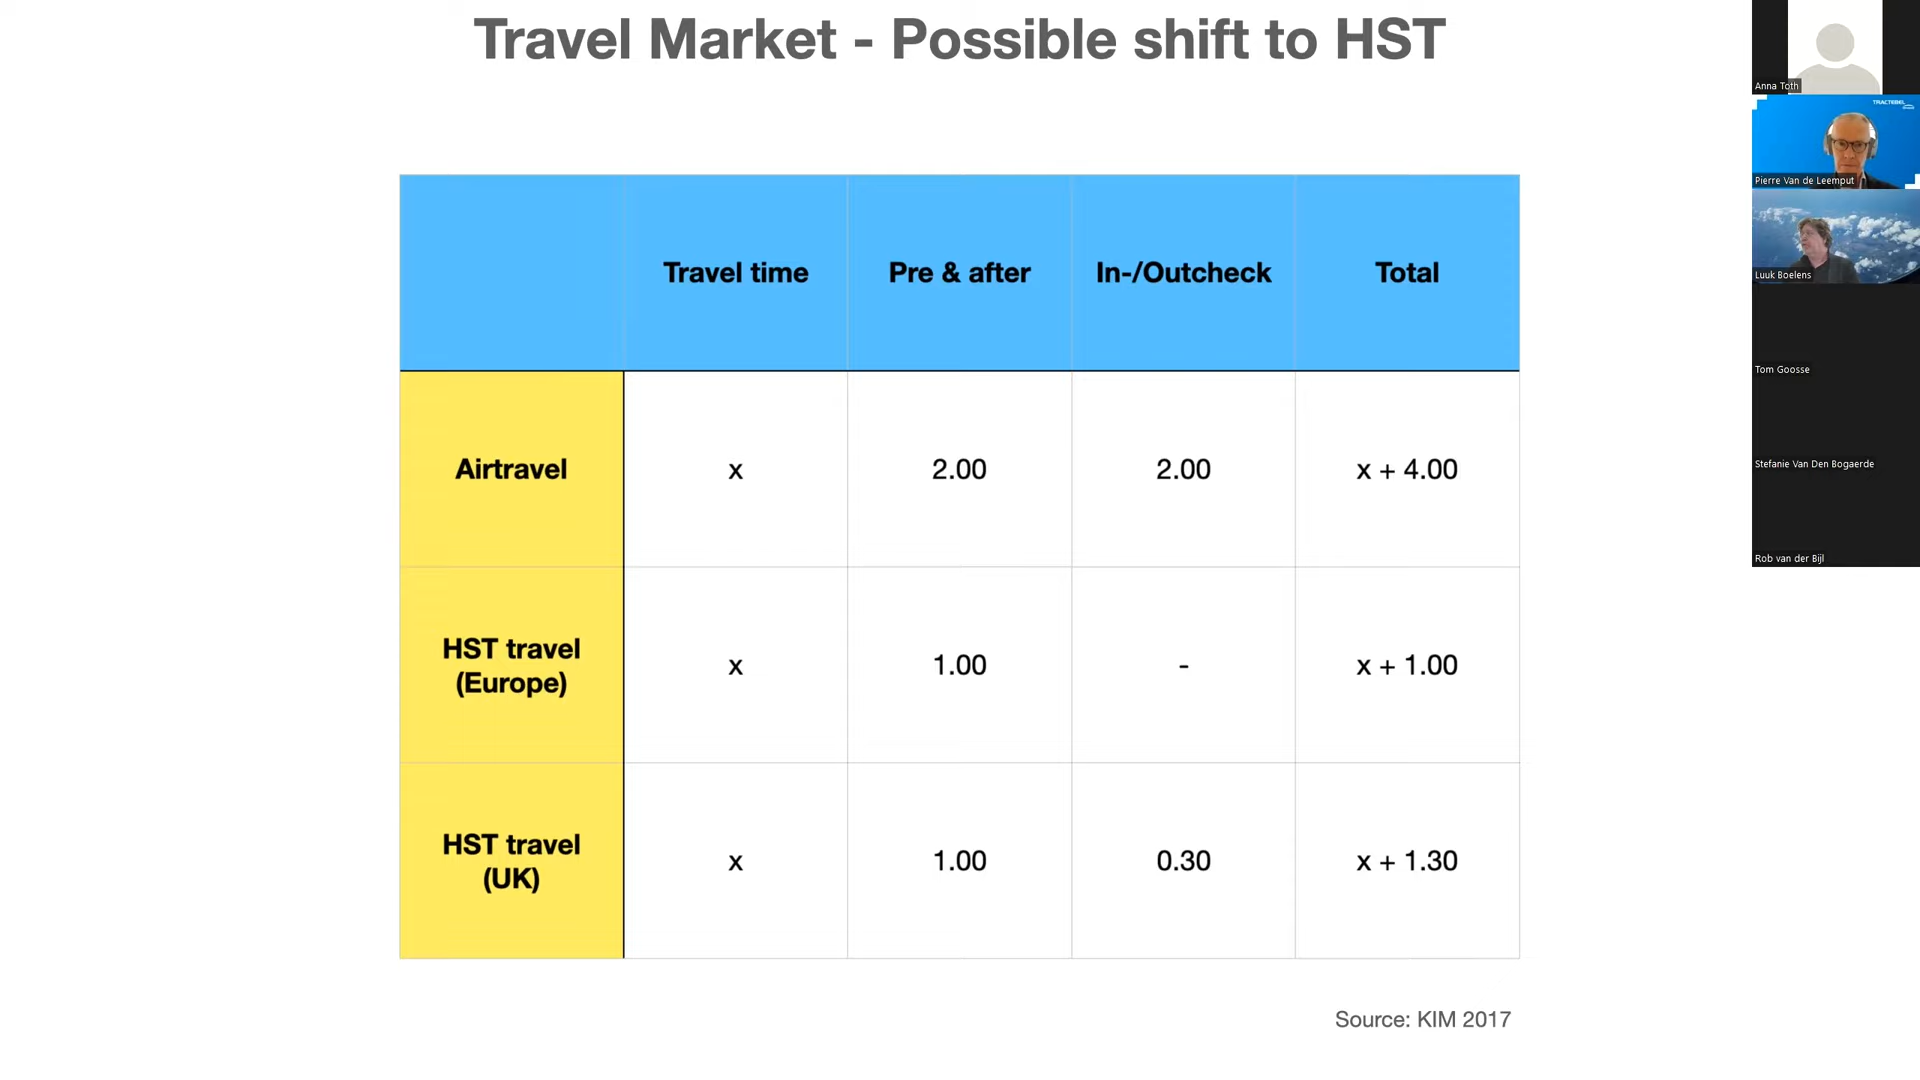 Travel Market - Possible shift to HST
Travel time
Pre & after
In-/Outcheck
Total
Airtravel
x
2.00
2.00
x + 4.00
HST travel
(Europe)
x
1.00
-
x + 1.00
HST travel
(UK)
x
1.00
0.30
x + 1.30
Source: KIM 2017
Anna Toth
TRACTEBEL
Pierre Van de Leemput
Luuk Boelens
Tom Goosse
Stefanie Van Den Bogaerde
Rob van der Bijl